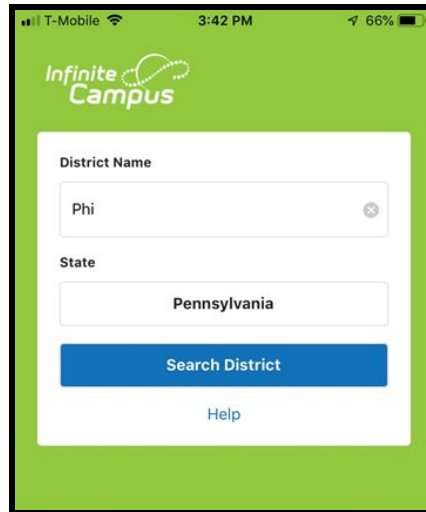 T-Mobile 3:42 PM 66%
Infinite
Campus
District Name
Phi
State
Pennsylvania
Search District
Help